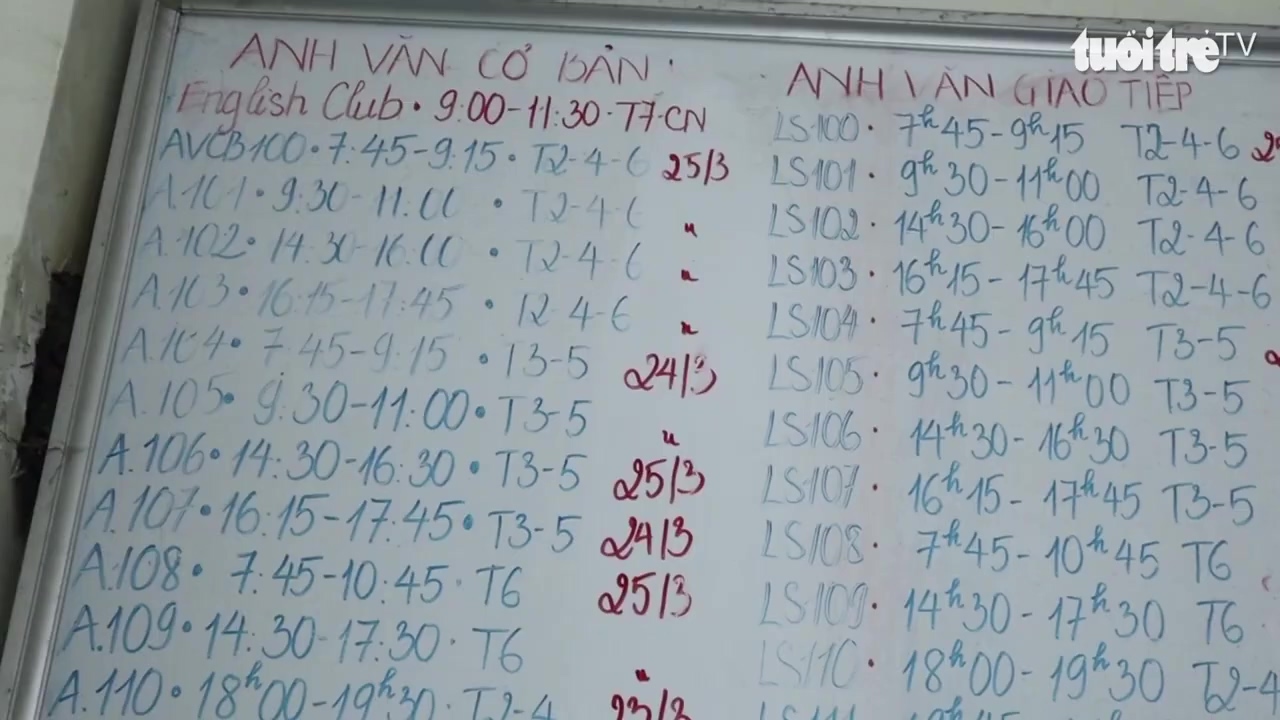 tuổi trẻ TV
ANH VĂN CƠ BẢN
English Club • 9:00-11:30 • T7-CN
AVCB100 • 7:45-9:15 • T2-4-6 25/3
A.101 • 9:30-11:00 • T2-4-6 "
A.102 • 14:30-16:00 • T2-4-6 "
A.103 • 16:15-17:45 • T2 4-6 "
A.104 • 7:45-9:15 • T3-5 24/3
A.105 • 9:30-11:00 • T3-5 "
A.106 • 14:30-16:30 • T3-5 25/3
A.107 • 16:15-17:45 • T3-5 24/3
A.108 • 7:45-10:45 • T6 25/3
A.109 • 14:30-17:30 • T6 "
A.110 • 18h00-19h30 • T2-4 23/3
ANH VĂN GIAO TIẾP
LS100 • 7h45-9h15 T2-4-6
LS101 • 9h30-11h00 T2-4-6
LS102 • 14h30-16h00 T2-4-6
LS103 • 16h15-17h45 T2-4-6
LS104 • 7h45-9h15 T3-5
LS105 • 9h30-11h00 T3-5
LS106 • 14h30-16h30 T3-5
LS107 • 16h15-17h45 T3-5
LS108 • 7h45-10h45 T6
LS109 • 14h30-17h30 T6
LS110 • 18h00-19h30 T2-4